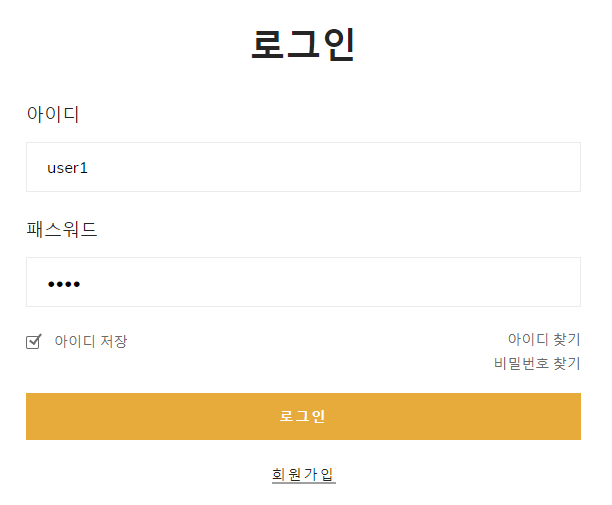 로그인
아이디
user1
패스워드
••••
아이디 저장
아이디 찾기
비밀번호 찾기
로그인
회원가입